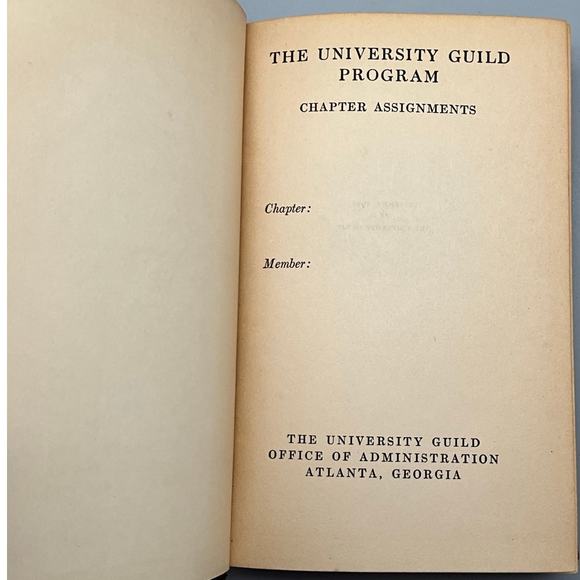 THE UNIVERSITY GUILD
PROGRAM
CHAPTER ASSIGNMENTS
Chapter:
Member:
THE UNIVERSITY GUILD
OFFICE OF ADMINISTRATION
ATLANTA, GEORGIA